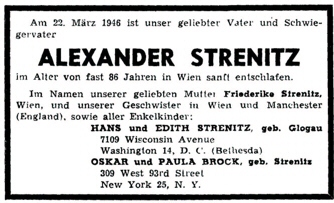 Am 22. März 1946 ist unser geliebter Vater und Schwie-
gervater
ALEXANDER STRENITZ
im Alter von fast 86 Jahren in Wien sanft entschlafen.
Im Namen unserer geliebten Mutter Friederike Strenitz,
Wien, und unserer Geschwister in Wien und Manchester
(England), sowie aller Enkelkinder:
HANS und EDITH STRENITZ, geb. Glogau
7109 Wisconsin Avenue
Washington 14, D. C. (Bethesda)
OSKAR und PAULA BROCK, geb. Strenitz
309 West 93rd Street
New York 25, N. Y.